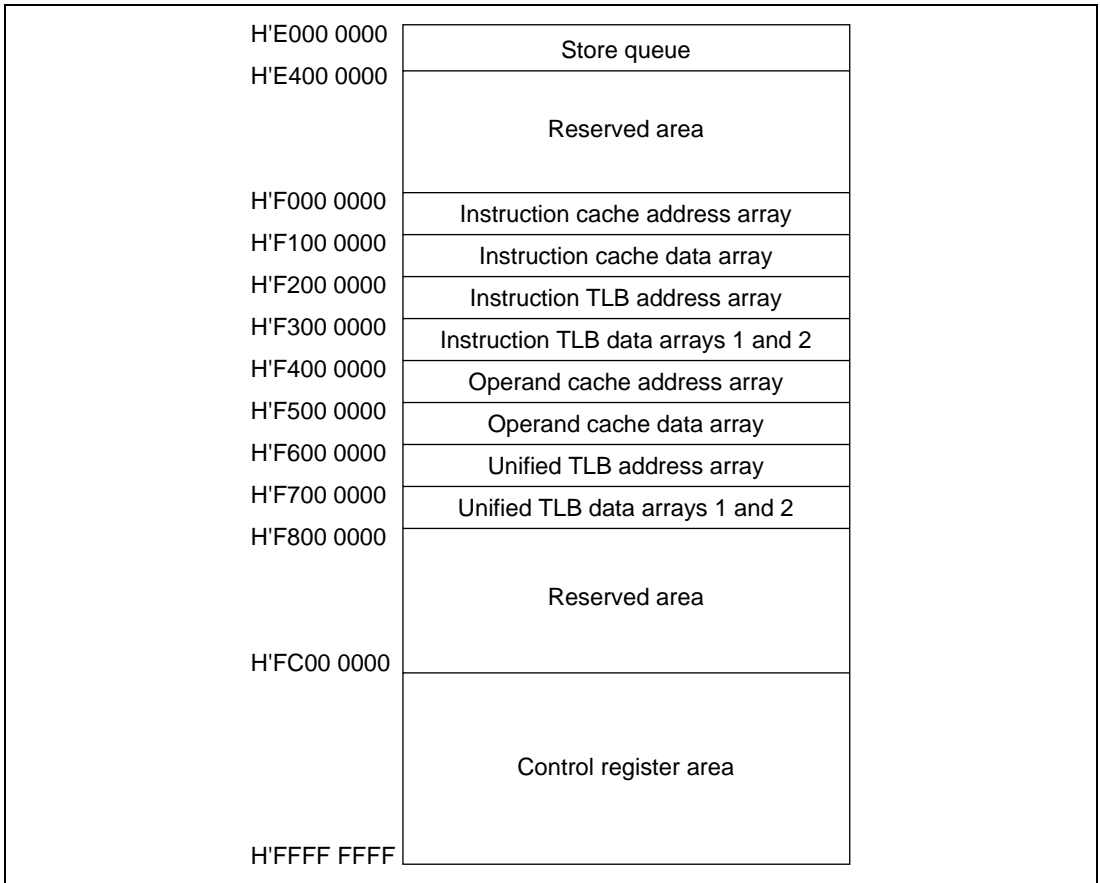 H'E000 0000
Store queue
H'E400 0000
Reserved area
H'F000 0000
Instruction cache address array
H'F100 0000
Instruction cache data array
H'F200 0000
Instruction TLB address array
H'F300 0000
Instruction TLB data arrays 1 and 2
H'F400 0000
Operand cache address array
H'F500 0000
Operand cache data array
H'F600 0000
Unified TLB address array
H'F700 0000
Unified TLB data arrays 1 and 2
H'F800 0000
Reserved area
H'FC00 0000
Control register area
H'FFFF FFFF